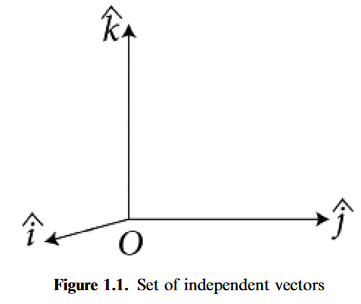 k̂
î
O
ĵ
Figure 1.1. Set of independent vectors